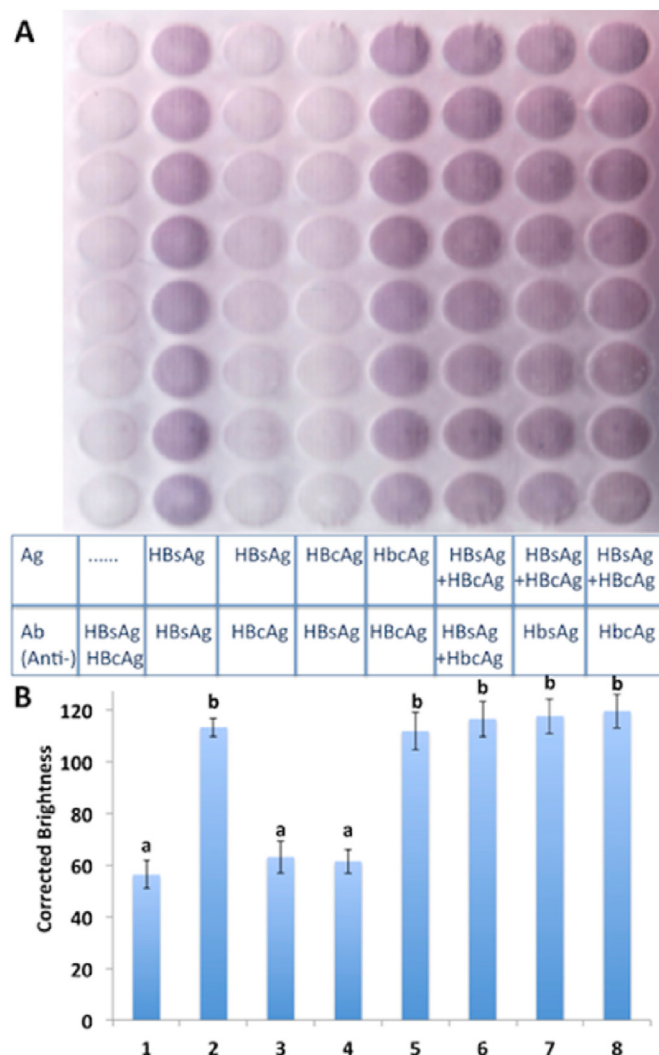 A
Ag ...... HBsAg HBsAg HBcAg HbcAg HBsAg +HBcAg HBsAg +HBcAg HBsAg +HBcAg
Ab (Anti-) HBsAg HBcAg HBsAg HBcAg HBsAg HBcAg HBsAg +HbcAg HbsAg HbcAg
B
Corrected Brightness
120
100
80
60
40
20
0
a b a a b b b b
1 2 3 4 5 6 7 8